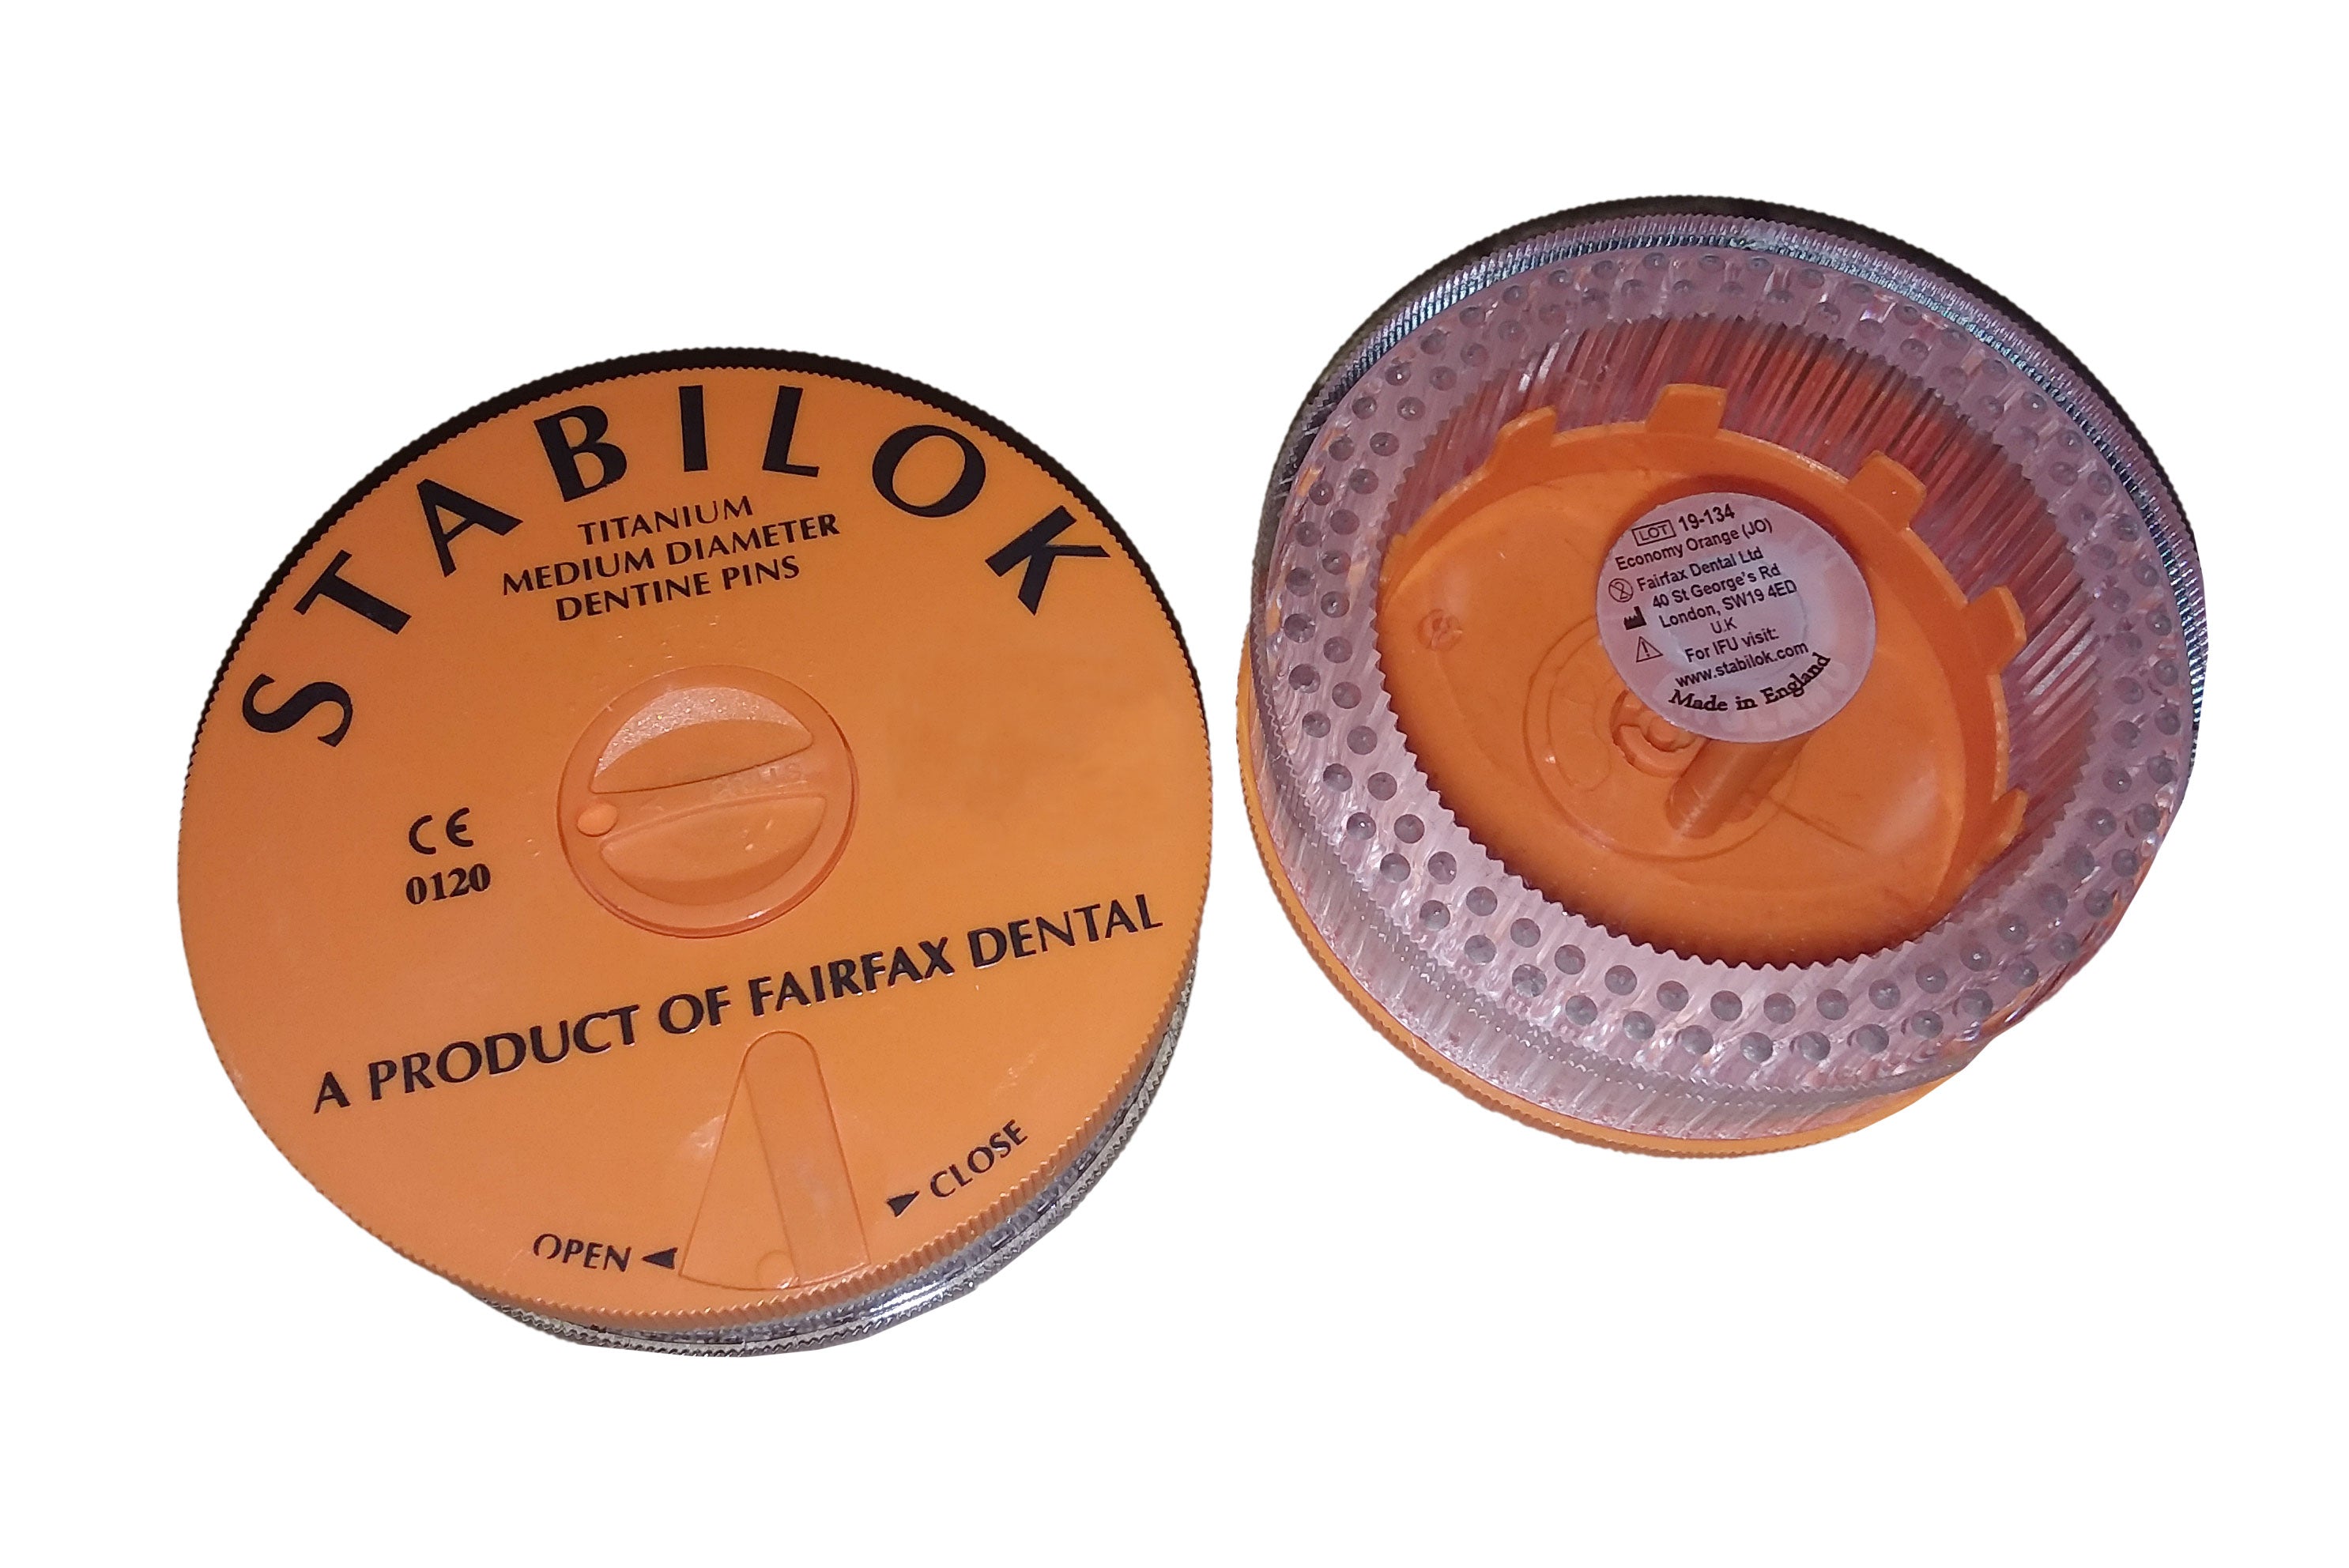 STABILOK
TITANIUM
MEDIUM DIAMETER
DENTINE PINS
CE
0120
A PRODUCT OF FAIRFAX DENTAL
OPEN
CLOSE
LOT 19-134
Economy Orange (JO)
Fairfax Dental Ltd
40 St George's Rd
London, SW19 4ED
U.K
For IFU visit:
www.stabilok.com
Made in England